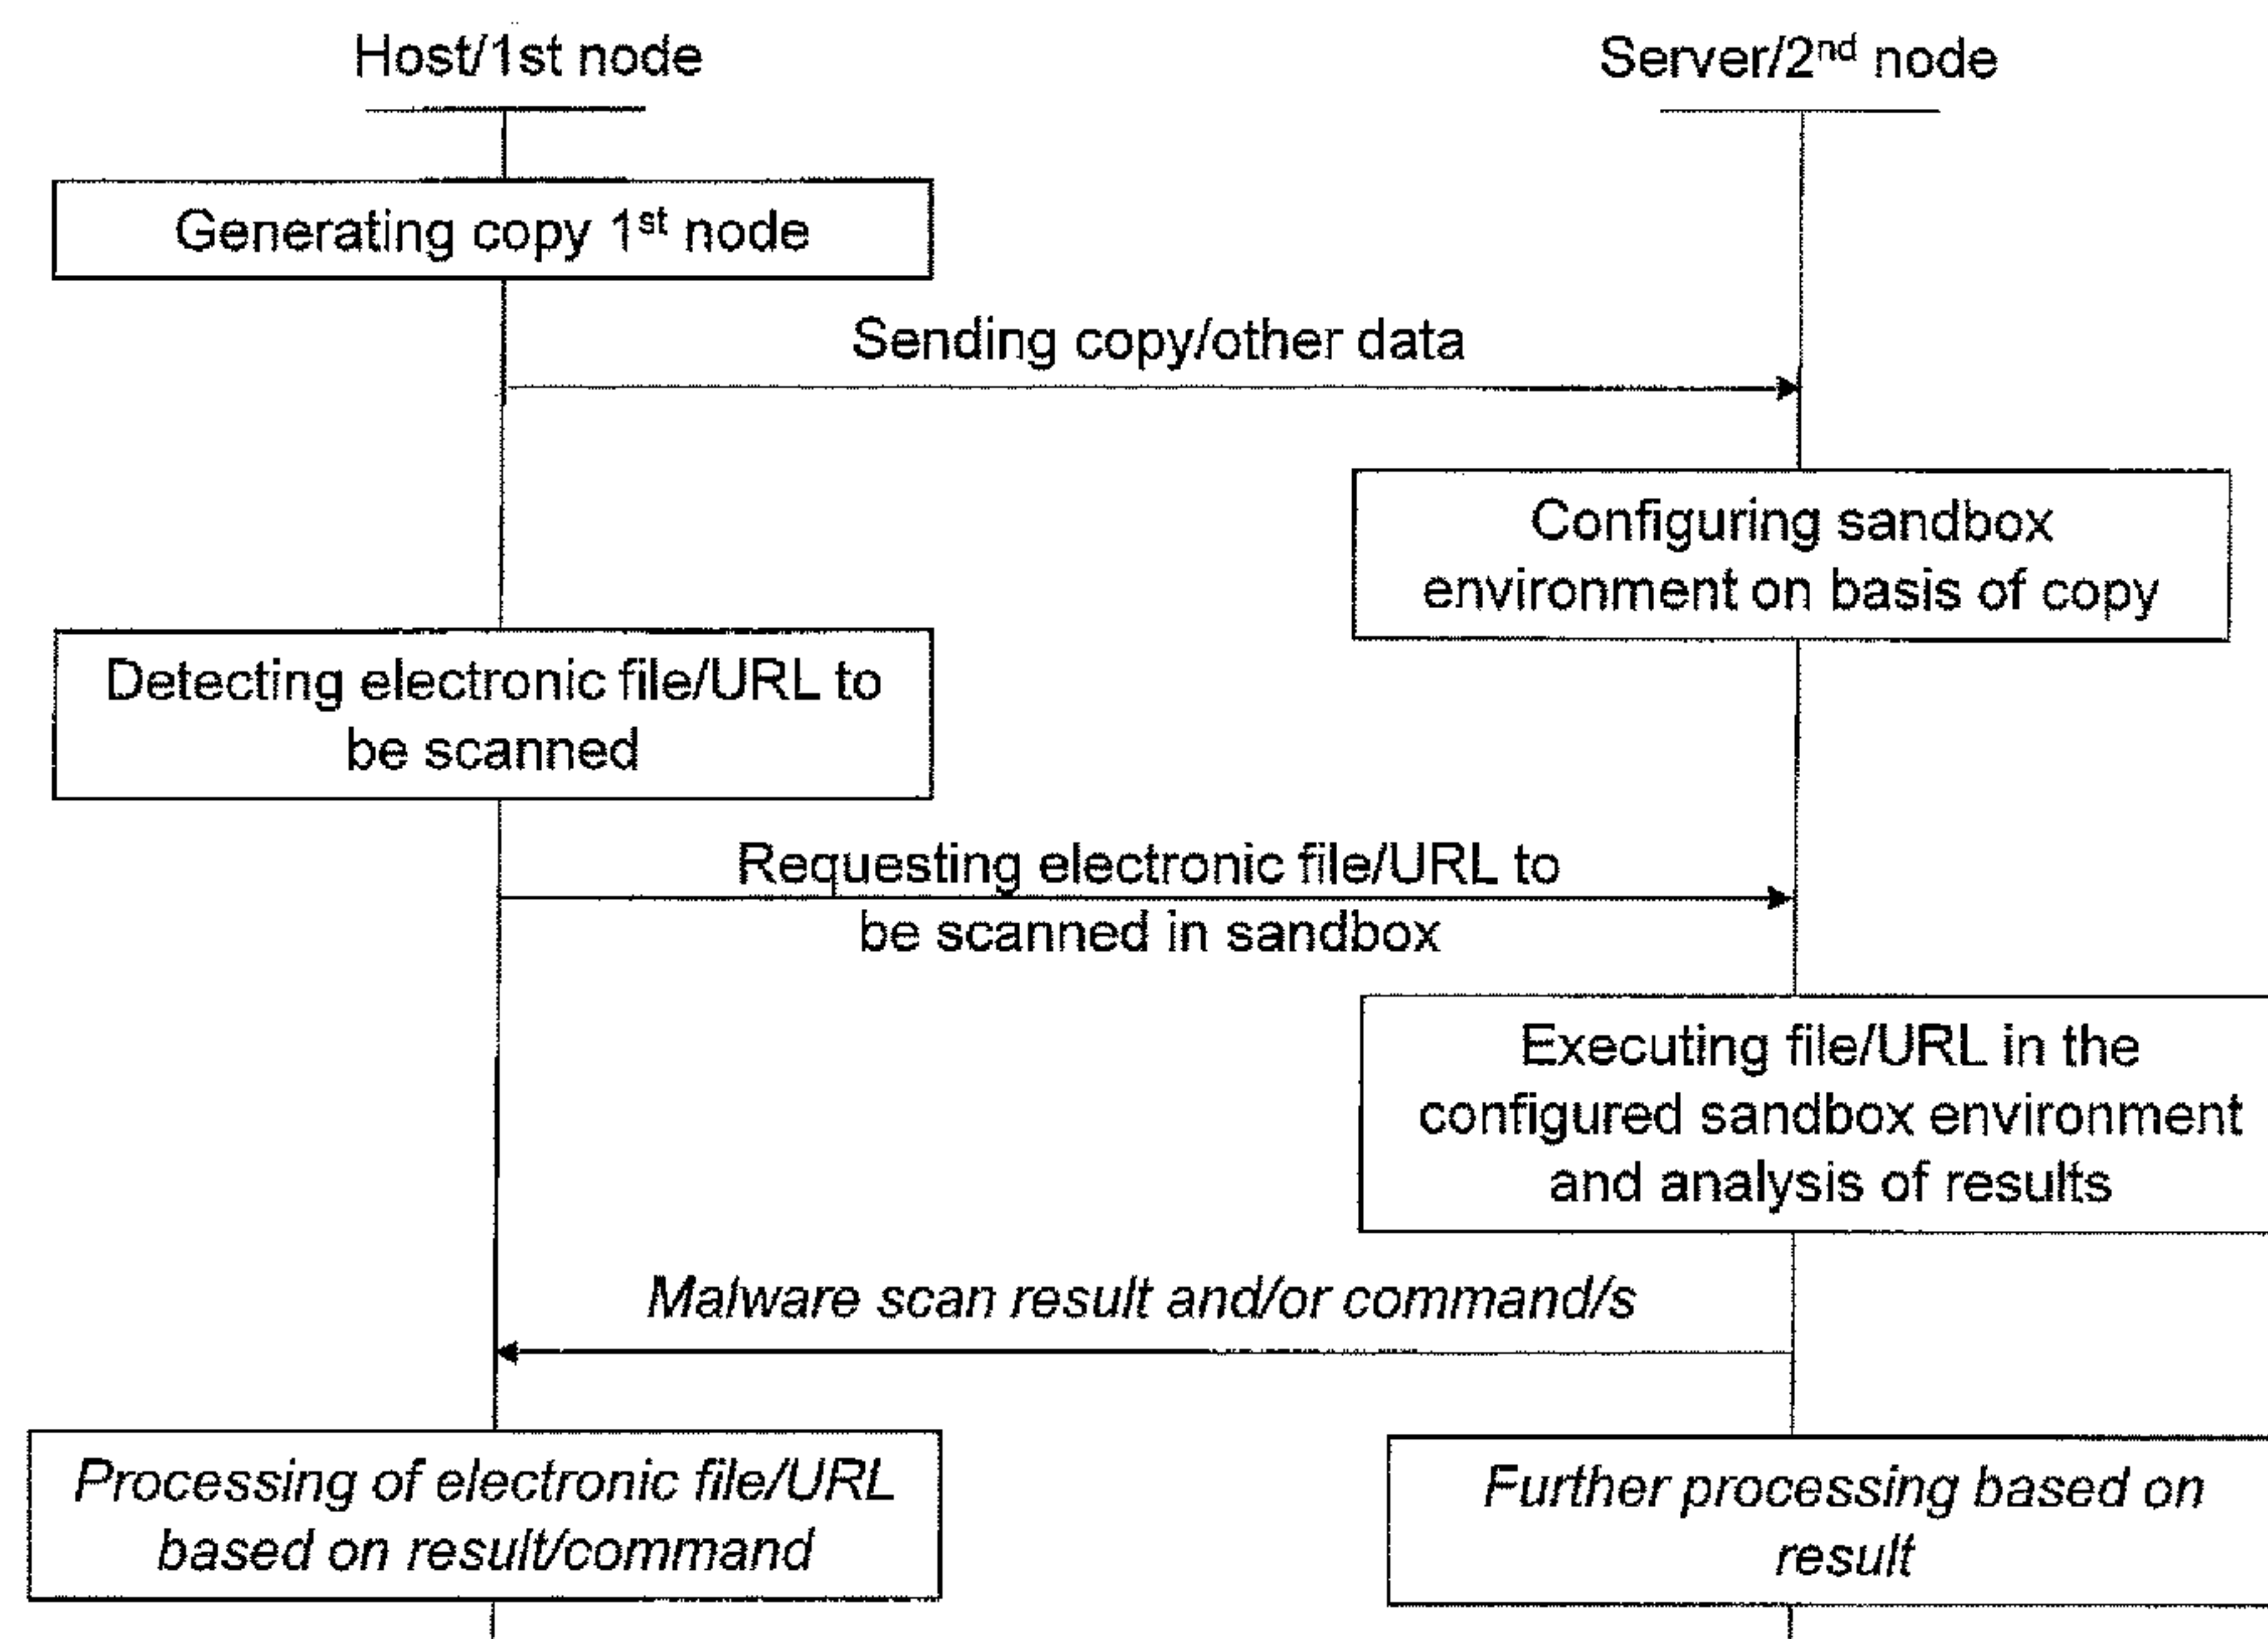 Host/1st node
Server/2nd node
Generating copy 1st node
Sending copy/other data
Configuring sandbox
environment on basis of copy
Detecting electronic file/URL to
be scanned
Requesting electronic file/URL to
be scanned in sandbox
Executing file/URL in the
configured sandbox environment
and analysis of results
Malware scan result and/or command/s
Processing of electronic file/URL
based on result/command
Further processing based on
result